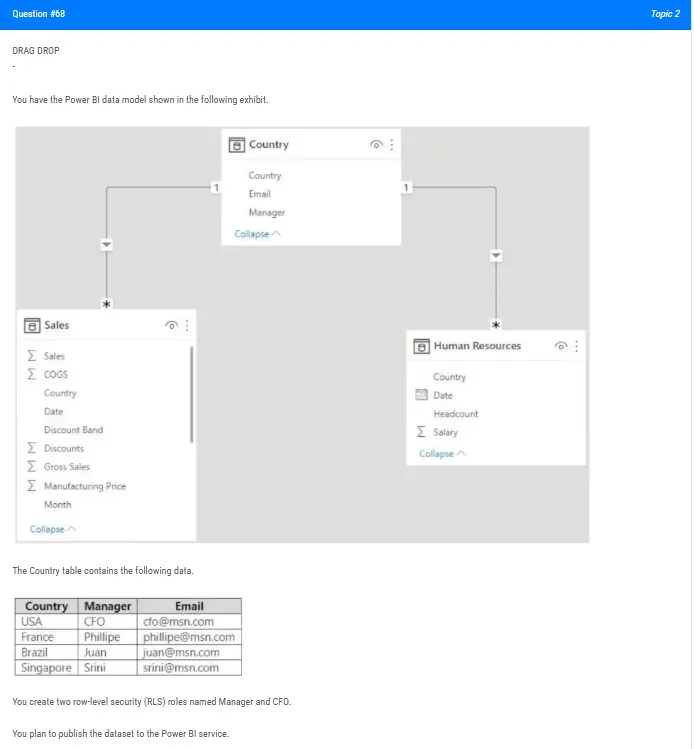 Question #68 Topic 2
DRAG DROP
-
You have the Power BI data model shown in the following exhibit.
Country
Country
Email
Manager
Collapse
1
1
*
*
Sales
Sales
COGS
Country
Date
Discount Band
Discounts
Gross Sales
Manufacturing Price
Month
Collapse
Human Resources
Country
Date
Headcount
Salary
Collapse
The Country table contains the following data.
Country Manager Email
USA CFO cfo@msn.com
France Phillipe phillipe@msn.com
Brazil Juan juan@msn.com
Singapore Srini srini@msn.com
You create two row-level security (RLS) roles named Manager and CFO.
You plan to publish the dataset to the Power BI service.